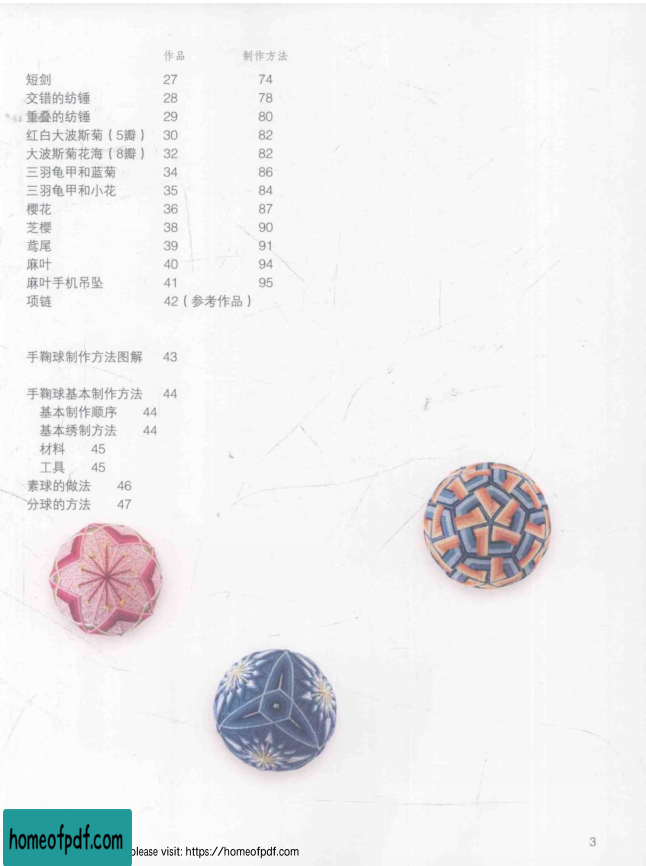 作品 制作方法
短剑 27 74
交错的纺锤 28 78
重叠的纺锤 29 80
红白大波斯菊（5瓣） 30 82
大波斯菊花海（8瓣） 32 82
三羽龟甲和蓝菊 34 86
三羽龟甲和小花 35 84
樱花 36 87
芝樱 38 90
鸢尾 39 91
麻叶 40 94
麻叶手机吊坠 41 95
项链 42（参考作品）
手鞠球制作方法图解 43
手鞠球基本制作方法 44
基本制作顺序 44
基本绣制方法 44
材料 45
工具 45
素球的做法 46
分球的方法 47
3
homeofpdf.com
please visit: https://homeofpdf.com